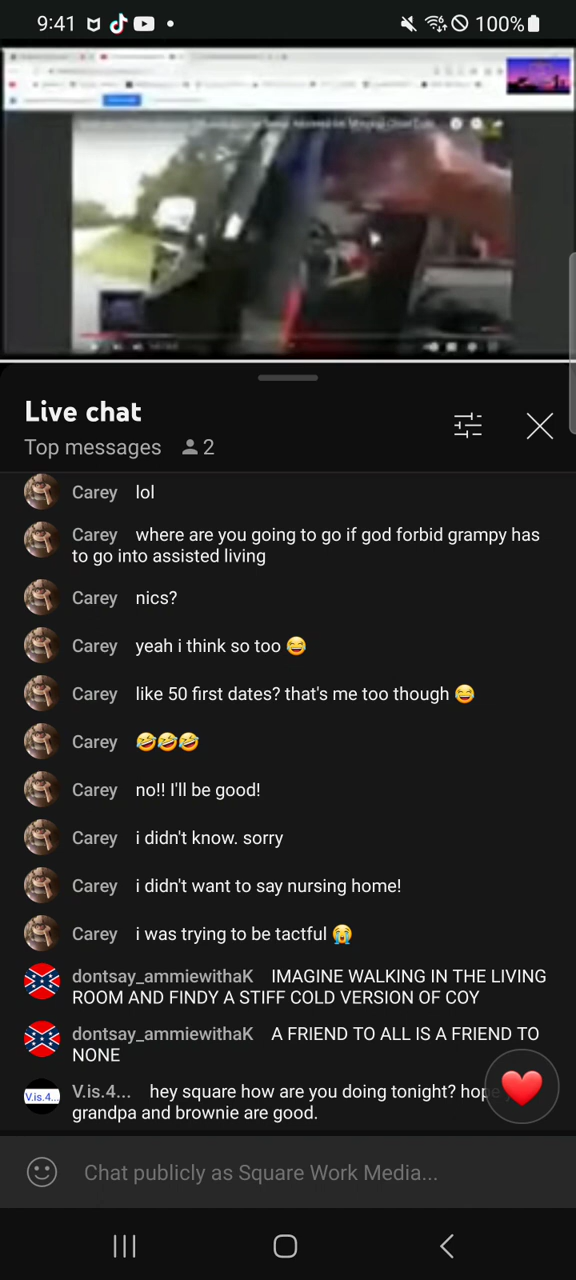 9:41
100%
Live chat
Top messages 2
Carey lol
Carey where are you going to go if god forbid grampy has
to go into assisted living
Carey nics?
Carey yeah i think so too 😂
Carey like 50 first dates? that's me too though 😂
Carey 🤣🤣🤣
Carey no!! I'll be good!
Carey i didn't know. sorry
Carey i didn't want to say nursing home!
Carey i was trying to be tactful 😭
dontsay_ammiewithaK IMAGINE WALKING IN THE LIVING
ROOM AND FINDY A STIFF COLD VERSION OF COY
dontsay_ammiewithaK A FRIEND TO ALL IS A FRIEND TO
NONE
V.is.4... V.is.4... hey square how are you doing tonight? hop
grandpa and brownie are good.
Chat publicly as Square Work Media...